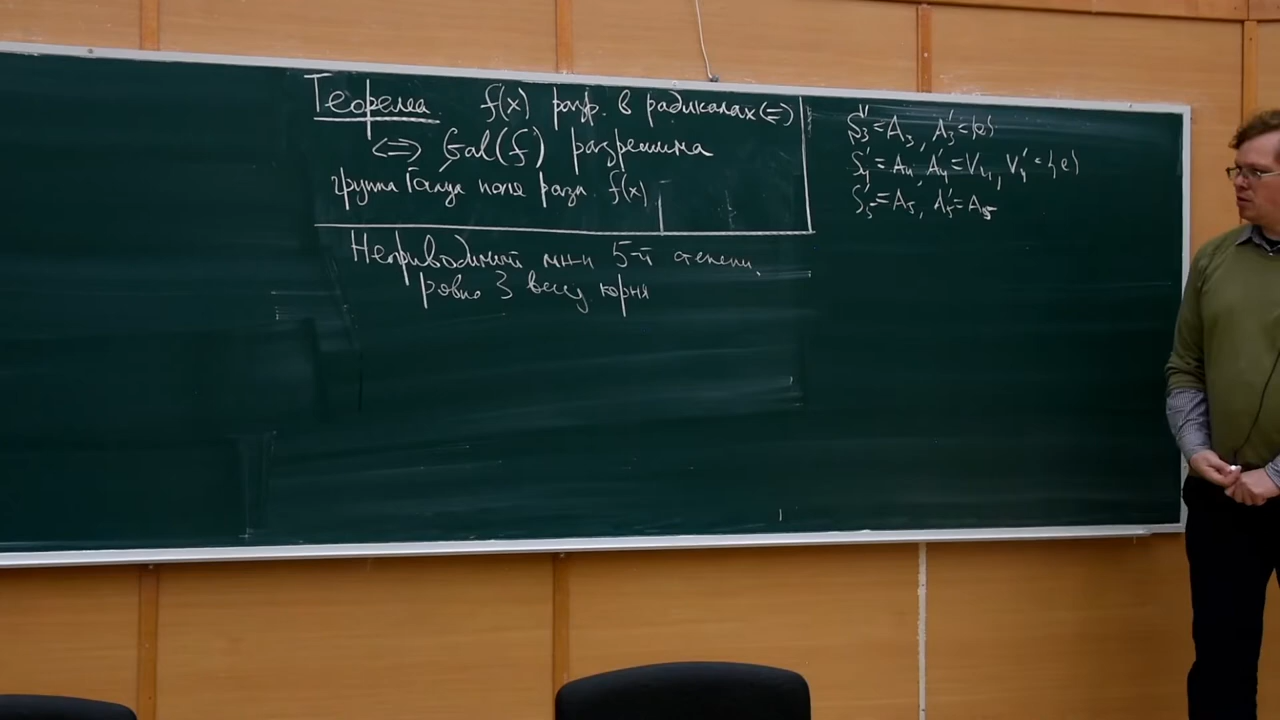 Теорема. f(x) разр. в радикалах (=)
<=> Gal(f) разрешима
группа Галуа поля разл. f(x)
Неприводимый мн-н 5-й степени,
ровно 3 вещ корня
S₃' = A₃, A₃' = {e}
S₄' = A₄, A₄' = V₄, V₄' = {e}
S₅' = A₅, A₅' = A₅